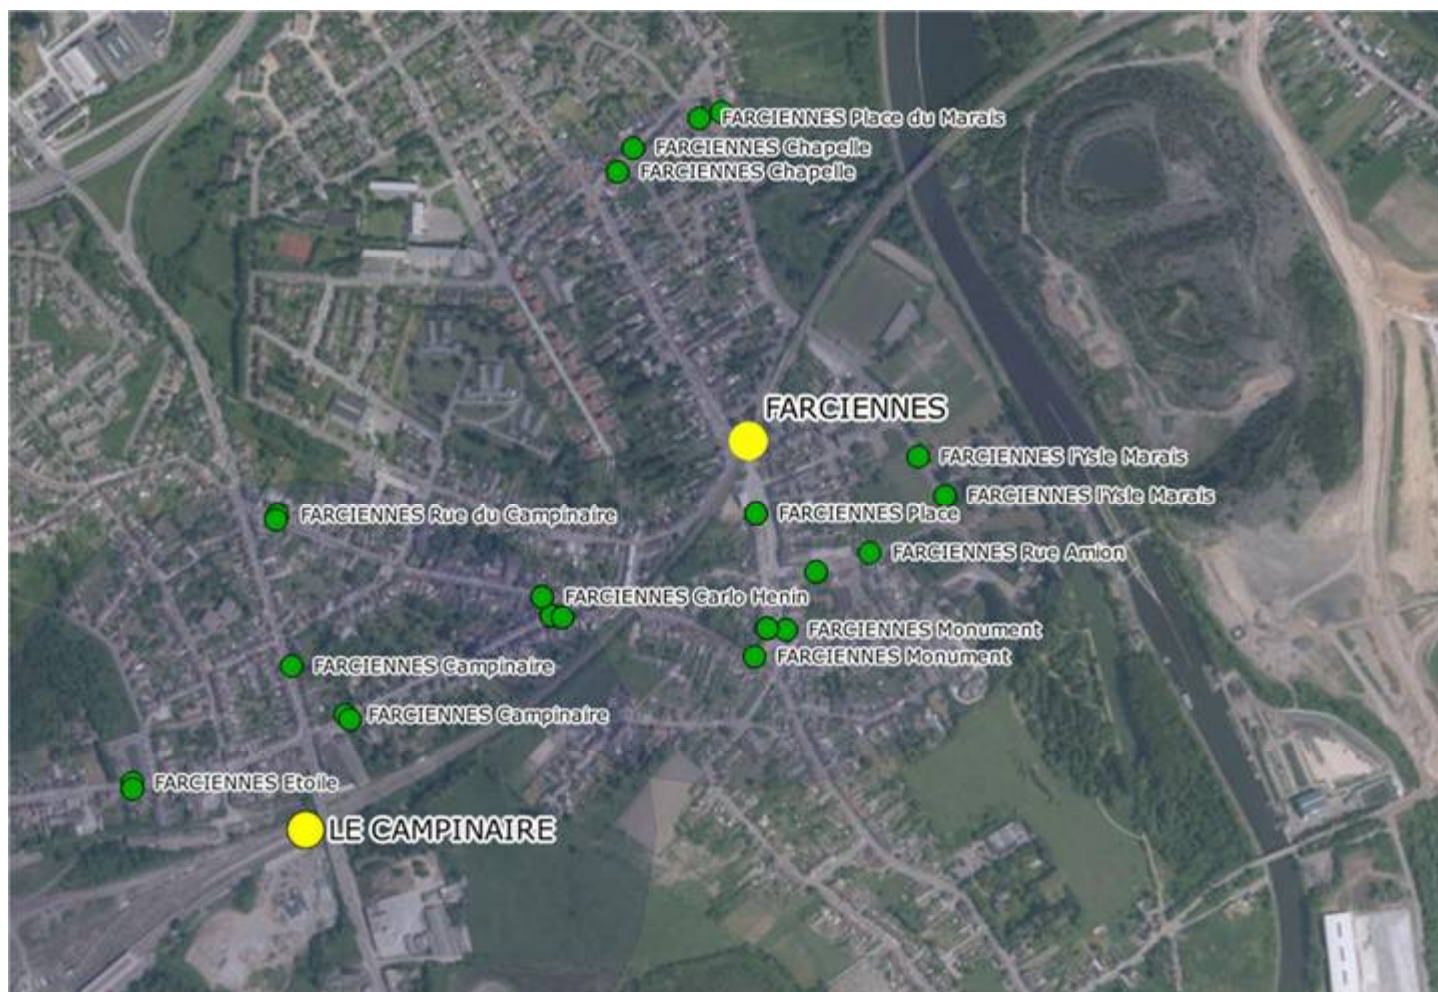 FARCIENNES Place du Marais
FARCIENNES Chapelle
FARCIENNES Chapelle
FARCIENNES
FARCIENNES l'Ysle Marais
FARCIENNES l'Ysle Marais
FARCIENNES Rue du Campinaire
FARCIENNES Place
FARCIENNES Rue Amion
FARCIENNES Carlo Henin
FARCIENNES Monument
FARCIENNES Monument
FARCIENNES Campinaire
FARCIENNES Campinaire
FARCIENNES Etoile
LE CAMPINAIRE